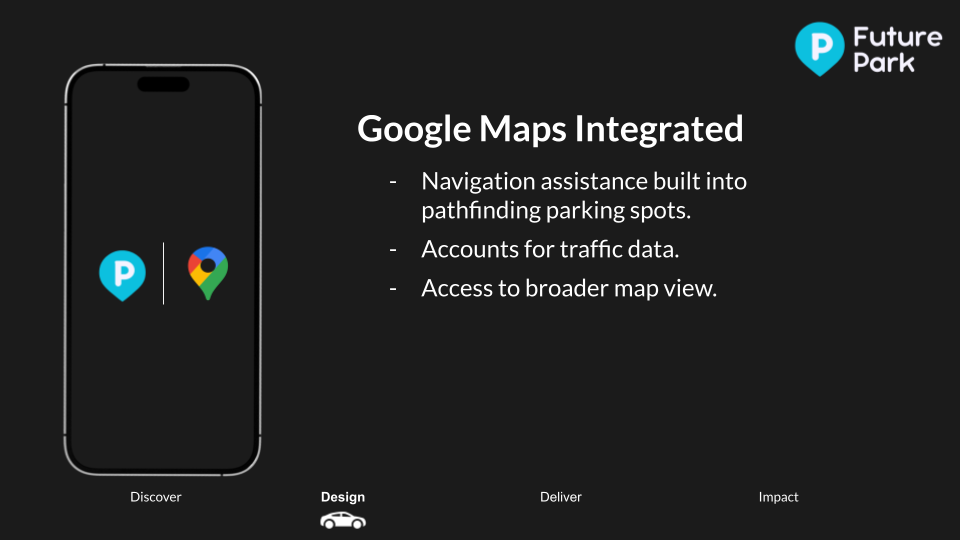 Future
Park
Google Maps Integrated
- Navigation assistance built into
pathfinding parking spots.
- Accounts for traffic data.
- Access to broader map view.
P
P
Discover
Design
Deliver
Impact